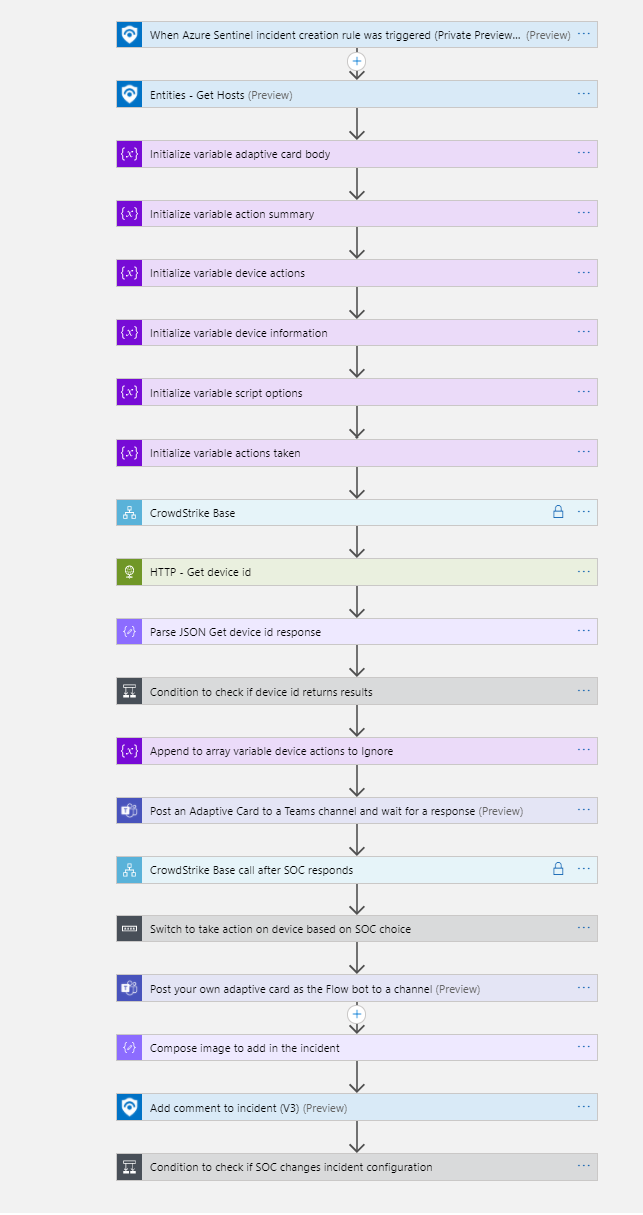 When Azure Sentinel incident creation rule was triggered (Private Preview... (Preview)
Entities - Get Hosts (Preview)
Initialize variable adaptive card body
Initialize variable action summary
Initialize variable device actions
Initialize variable device information
Initialize variable script options
Initialize variable actions taken
CrowdStrike Base
HTTP - Get device id
Parse JSON Get device id response
Condition to check if device id returns results
Append to array variable device actions to Ignore
Post an Adaptive Card to a Teams channel and wait for a response (Preview)
CrowdStrike Base call after SOC responds
Switch to take action on device based on SOC choice
Post your own adaptive card as the Flow bot to a channel (Preview)
Compose image to add in the incident
Add comment to incident (V3) (Preview)
Condition to check if SOC changes incident configuration